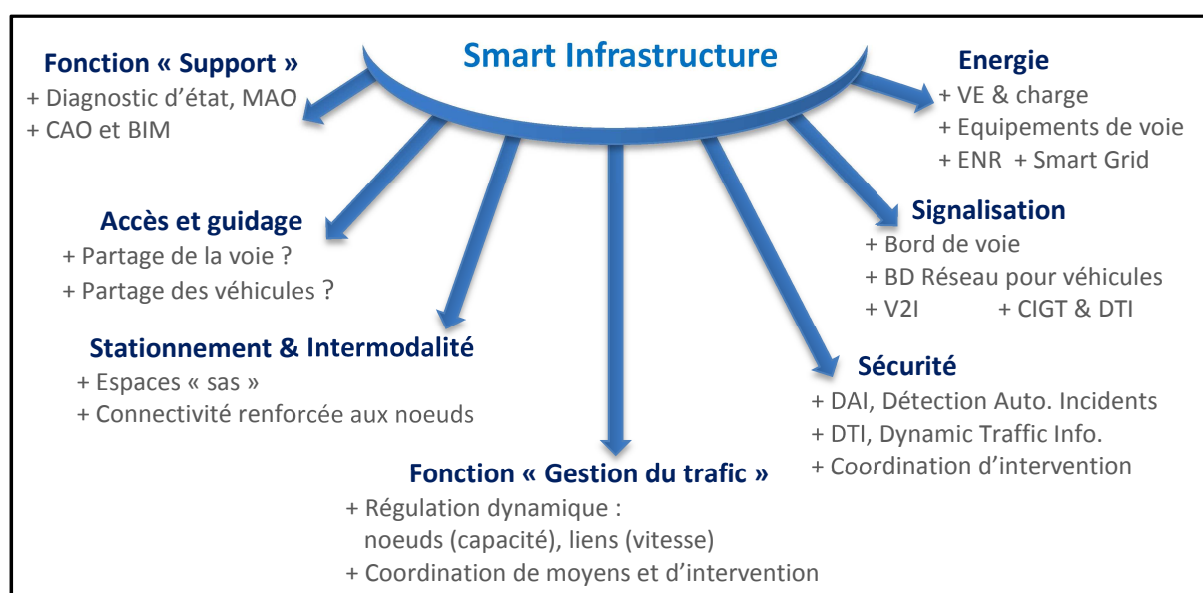 Smart Infrastructure
Fonction « Support »
+ Diagnostic d’état, MAO
+ CAO et BIM
Accès et guidage
+ Partage de la voie ?
+ Partage des véhicules ?
Stationnement & Intermodalité
+ Espaces « sas »
+ Connectivité renforcée aux noeuds
Fonction « Gestion du trafic »
+ Régulation dynamique :
noeuds (capacité), liens (vitesse)
+ Coordination de moyens et d’intervention
Sécurité
+ DAI, Détection Auto. Incidents
+ DTI, Dynamic Traffic Info.
+ Coordination d’intervention
Signalisation
+ Bord de voie
+ BD Réseau pour véhicules
+ V2I + CIGT & DTI
Energie
+ VE & charge
+ Equipements de voie
+ ENR + Smart Grid